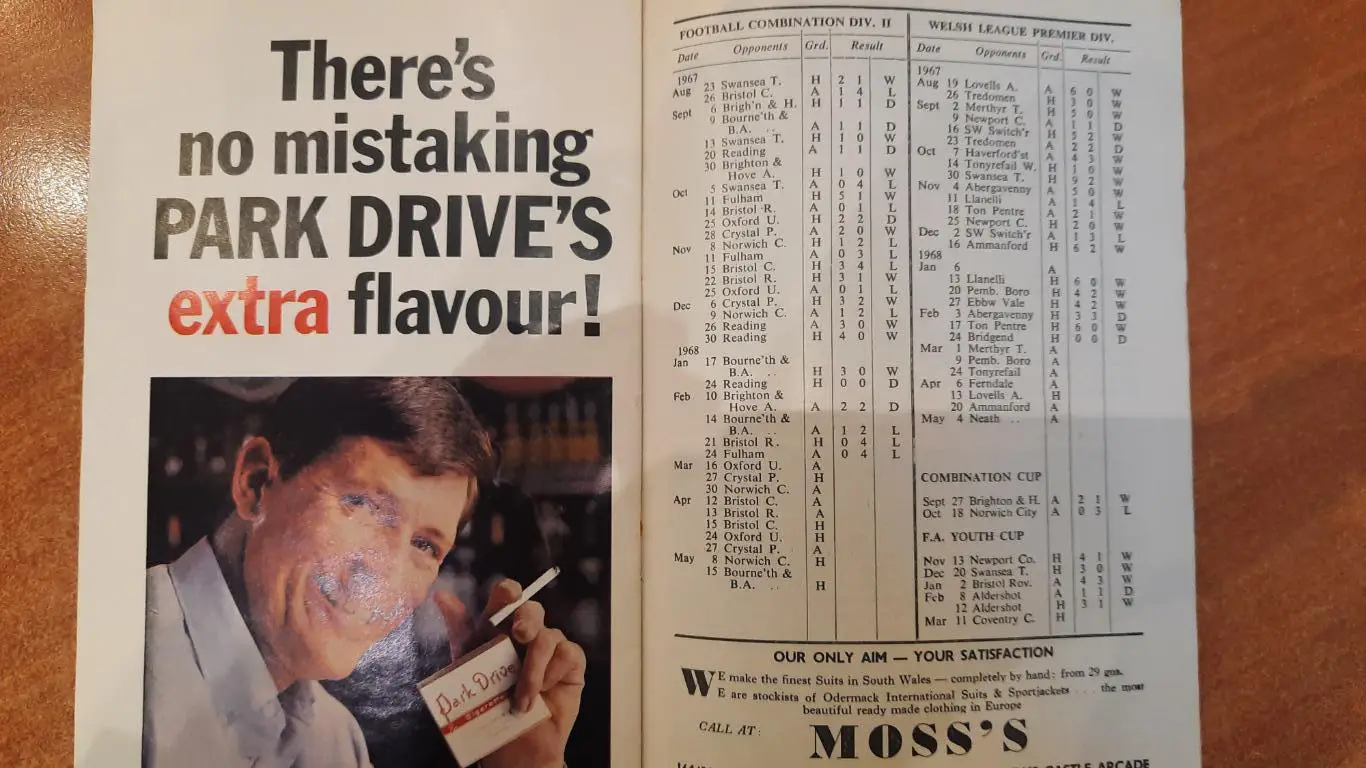 There's
no mistaking
PARK DRIVE'S
extra flavour!
Park Drive
FOOTBALL COMBINATION DIV. II
Date Opponents Grd. Result
1967
Aug 23 Swansea T. H 2 1 W
26 Bristol C. A 1 4 L
Sept 6 Brigh'n & H. H 1 1 D
9 Bourne'th &
B.A. .. A 1 1 D
13 Swansea T. H 1 0 W
20 Reading A 1 1 D
30 Brighton &
Hove A. H 1 0 W
Oct 5 Swansea T. A 0 4 L
11 Fulham H 5 1 W
14 Bristol R. A 0 1 L
25 Oxford U. H 2 2 D
28 Crystal P. A 2 0 W
Nov 8 Norwich C. H 1 2 L
11 Fulham A 0 3 L
15 Bristol C. H 3 4 L
22 Bristol R. H 3 1 W
25 Oxford U. A 0 1 L
Dec 6 Crystal P. H 3 2 W
9 Norwich C. A 1 2 L
26 Reading A 3 0 W
30 Reading H 4 0 W
1968
Jan 17 Bourne'th &
B.A. .. H 3 0 W
24 Reading H 0 0 D
Feb 10 Brighton &
Hove A. A 2 2 D
14 Bourne'th &
B.A. .. A 1 2 L
21 Bristol R. H 0 4 L
24 Fulham A 0 4 L
Mar 16 Oxford U. A
27 Crystal P. H
30 Norwich C. A
Apr 12 Bristol C. A
13 Bristol R. A
15 Bristol C. H
24 Oxford U. H
27 Crystal P. A
May 8 Norwich C. H
15 Bourne'th &
B.A. .. H
WELSH LEAGUE PREMIER DIV.
Date Opponents Grd. Result
1967
Aug 19 Lovells A. A 6 0 W
26 Tredomen H 3 0 W
Sept 2 Merthyr T. H 5 0 W
9 Newport C. A 1 1 D
16 SW Switch'r H 5 2 W
23 Tredomen A 2 2 D
Oct 7 Haverford'st A 4 3 W
14 Tonyrefail W. H 1 0 W
30 Swansea T. H 9 2 W
Nov 4 Abergavenny A 5 0 W
11 Llanelli A 1 4 L
18 Ton Pentre A 2 1 W
25 Newport C. H 2 0 W
Dec 2 SW Switch'r A 1 3 L
16 Ammanford H 6 2 W
1968
Jan 6 A
13 Llanelli H 6 0 W
20 Pemb. Boro H 4 2 W
27 Ebbw Vale H 4 2 W
Feb 3 Abergavenny H 3 3 D
17 Ton Pentre H 6 0 W
24 Bridgend H 0 0 D
Mar 1 Merthyr T. A
9 Pemb. Boro A
24 Tonyrefail A
Apr 6 Ferndale A
13 Lovells A. H
20 Ammanford A
May 4 Neath .. A
COMBINATION CUP
Sept 27 Brighton & H. A 2 1 W
Oct 18 Norwich City A 0 3 L
F.A. YOUTH CUP
Nov 13 Newport Co. H 4 1 W
Dec 20 Swansea T. H 3 0 W
Jan 2 Bristol Rov. A 4 3 W
Feb 8 Aldershot A 1 1 D
12 Aldershot H 3 1 W
Mar 11 Coventry C. H
OUR ONLY AIM — YOUR SATISFACTION
WE make the finest Suits in South Wales — completely by hand: from 29 gns.
WE are stockists of Odermack International Suits & Sportjackets . . . the most
beautiful ready made clothing in Europe
CALL AT: MOSS'S
CASTLE ARCADE